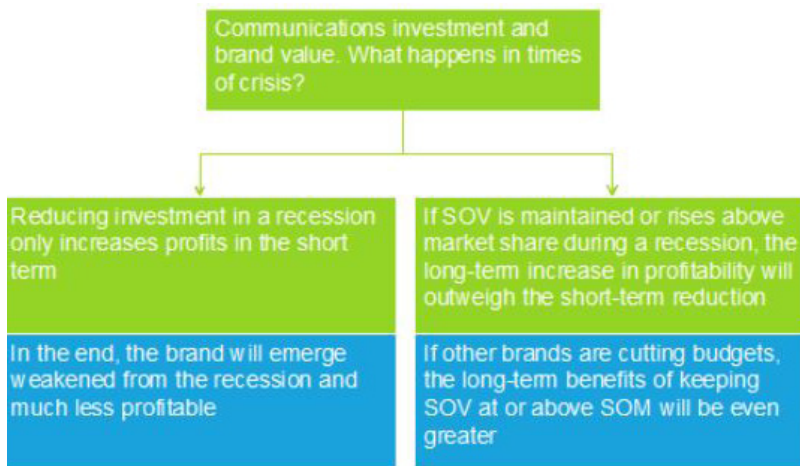 Communications investment and
brand value. What happens in times
of crisis?
Reducing investment in a recession
only increases profits in the short
term
In the end, the brand will emerge
weakened from the recession and
much less profitable
If SOV is maintained or rises above
market share during a recession, the
long-term increase in profitability will
outweigh the short-term reduction
If other brands are cutting budgets,
the long-term benefits of keeping
SOV at or above SOM will be even
greater